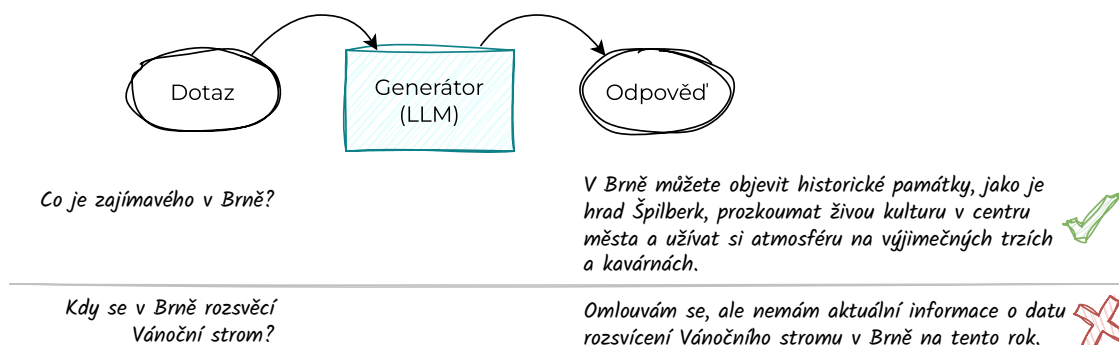 Dotaz
Generátor
(LLM)
Odpověď
Co je zajímavého v Brně?
V Brně můžete objevit historické památky, jako je
hrad Špilberk, prozkoumat živou kulturu v centru
města a užívat si atmosféru na výjimečných trzích
a kavárnách.
Kdy se v Brně rozsvěcí
Vánoční strom?
Omlouvám se, ale nemám aktuální informace o datu
rozsvícení Vánočního stromu v Brně na tento rok,